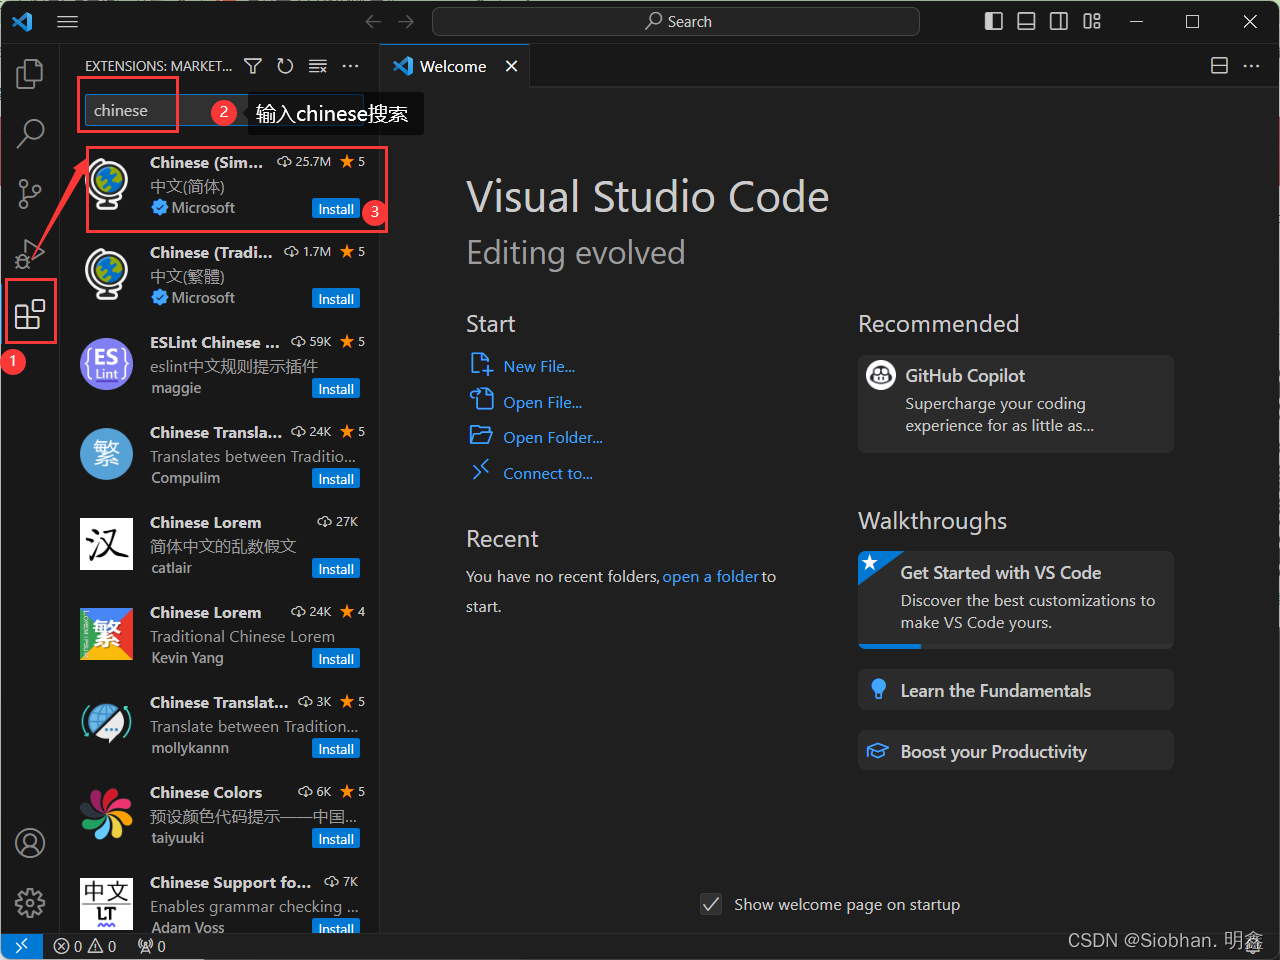 Search
EXTENSIONS: MARKET...
Welcome
chinese
2
输入chinese搜索
Chinese (Sim... 25.7M 5
中文(简体)
Microsoft
Install
3
Chinese (Tradi... 1.7M 5
中文(繁體)
Microsoft
Install
1
{ES}
Lint
ESLint Chinese ... 59K 5
eslint中文规则提示插件
maggie
Install
繁
Chinese Transla... 24K 5
Translates between Traditio...
Compulim
Install
汉
Chinese Lorem 27K
简体中文的乱数假文
catlair
Install
繁
Chinese Lorem 24K 4
Traditional Chinese Lorem
Kevin Yang
Install
Chinese Translat... 3K 5
Translate between Tradition...
mollykannn
Install
Chinese Colors 6K 5
预设颜色代码提示——中国...
taiyuuki
Install
中文
LT
Chinese Support fo... 7K
Enables grammar checking ...
Adam Voss
Install
Visual Studio Code
Editing evolved
Start
New File...
Open File...
Open Folder...
Connect to...
Recent
You have no recent folders, open a folder to
start.
Recommended
GitHub Copilot
Supercharge your coding
experience for as little as...
Walkthroughs
Get Started with VS Code
Discover the best customizations to
make VS Code yours.
Learn the Fundamentals
Boost your Productivity
Show welcome page on startup
0 0 0
CSDN @Siobhan. 明鑫